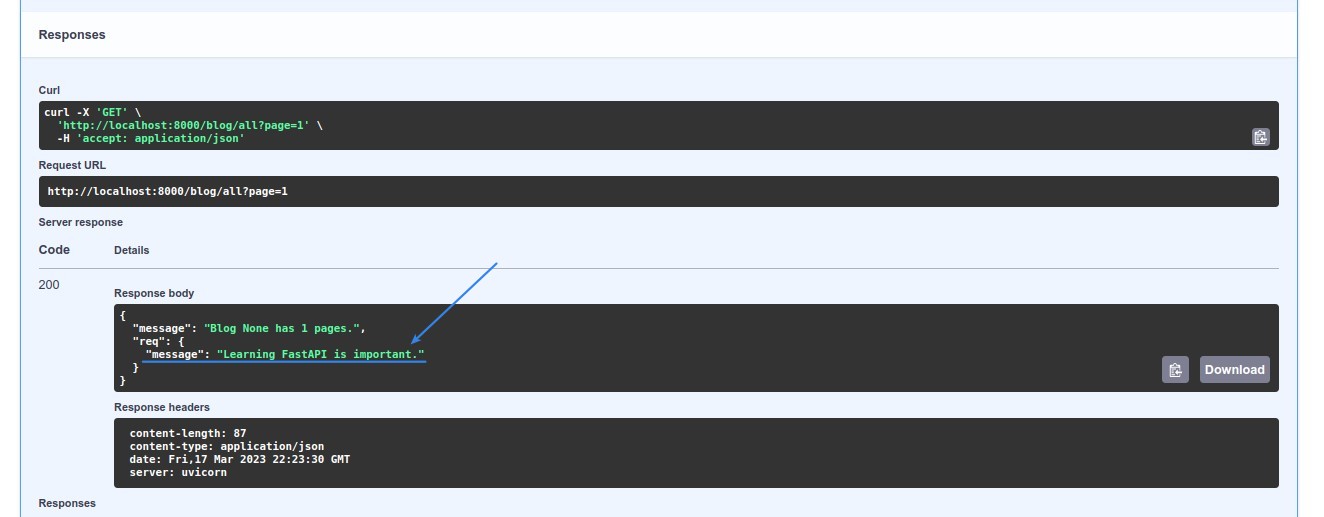 Responses
Curl
curl -X 'GET' \
  'http://localhost:8000/blog/all?page=1' \
  -H 'accept: application/json'
Request URL
http://localhost:8000/blog/all?page=1
Server response
Code Details
200
Response body
{
  "message": "Blog None has 1 pages.",
  "req": {
    "message": "Learning FastAPI is important."
  }
}
Download
Response headers
content-length: 87
content-type: application/json
date: Fri,17 Mar 2023 22:23:30 GMT
server: uvicorn
Responses